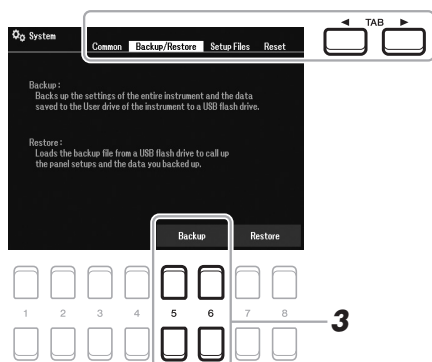 ◀ TAB ▶
System
Common Backup/Restore Setup Files Reset
Backup :
Backs up the settings of the entire instrument and the data
saved to the User drive of the instrument to a USB flash drive.
Restore :
Loads the backup file from a USB flash drive to call up
the panel setups and the data you backed up.
Backup Restore
1 2 3 4 5 6 7 8
3